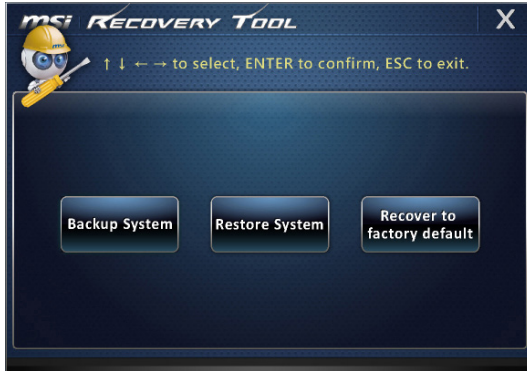 msi RECOVERY TOOL X
↑ ↓ ← → to select, ENTER to confirm, ESC to exit.
Backup System
Restore System
Recover to
factory default